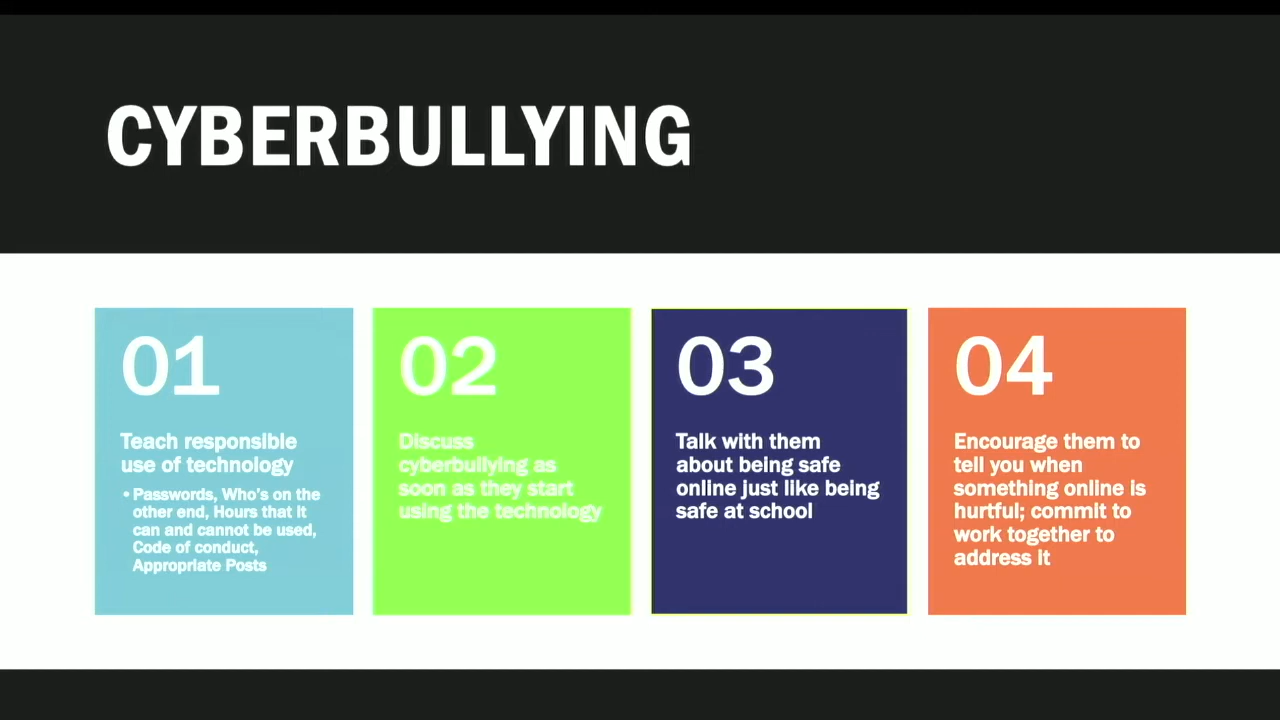 CYBERBULLYING
01
Teach responsible
use of technology
• Passwords, Who's on the
other end, Hours that it
can and cannot be used,
Code of conduct,
Appropriate Posts
02
Discuss
cyberbullying as
soon as they start
using the technology
03
Talk with them
about being safe
online just like being
safe at school
04
Encourage them to
tell you when
something online is
hurtful; commit to
work together to
address it